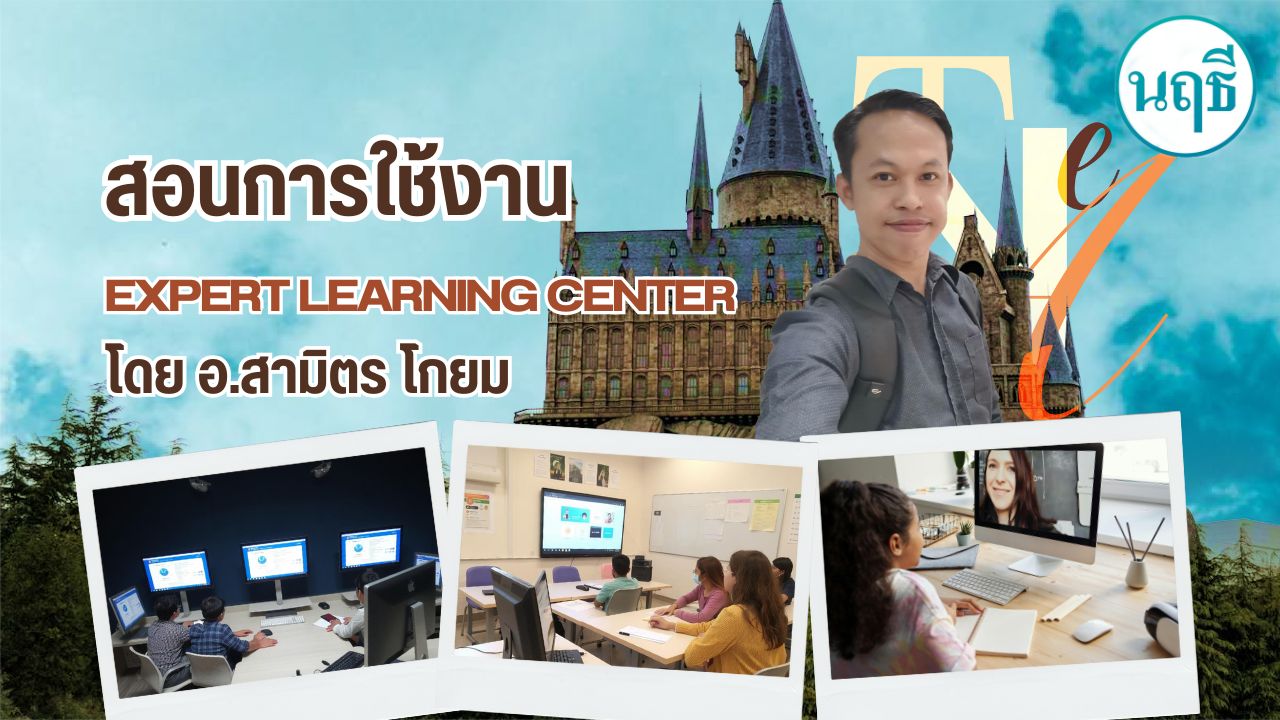 นฤธี
สอนการใช้งาน
EXPERT LEARNING CENTER
โดย อ.สามิตร โกยม